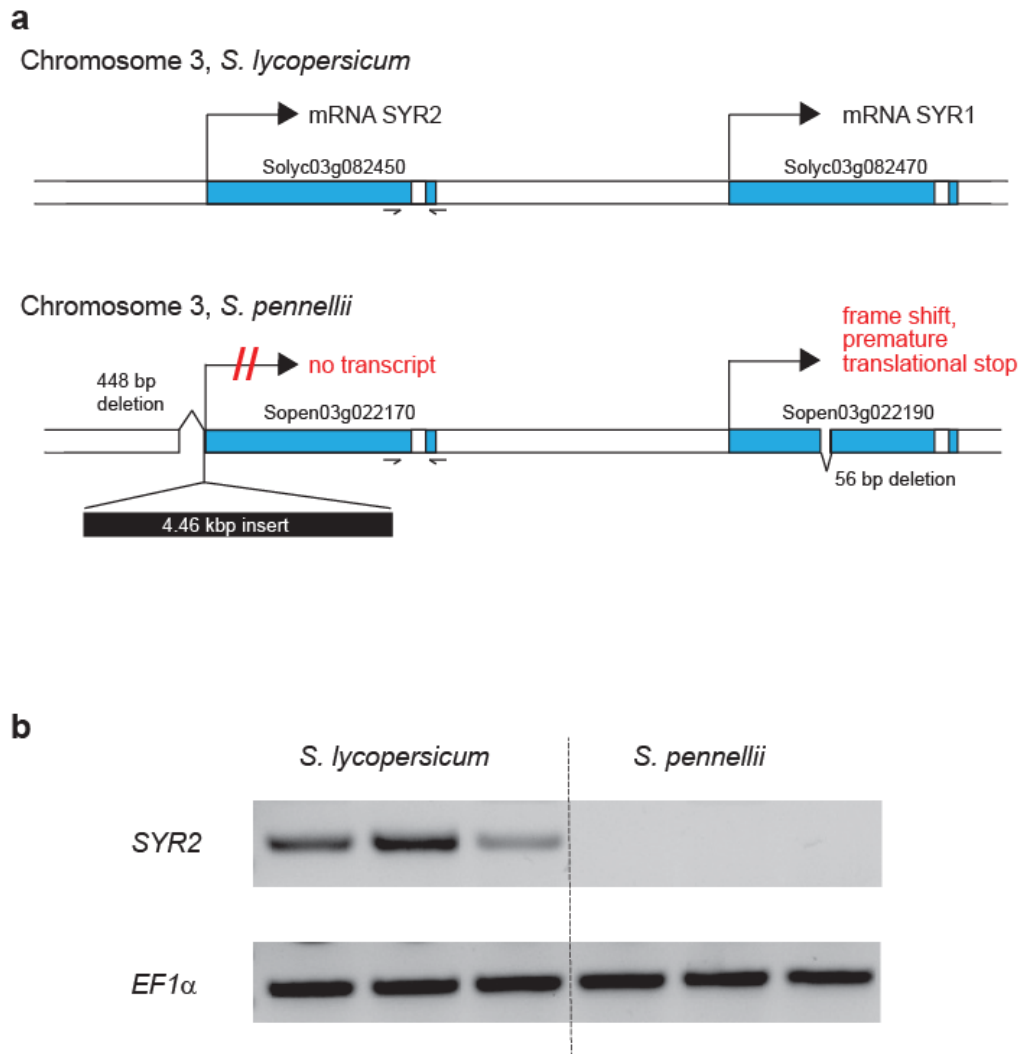 a
Chromosome 3, S. lycopersicum
mRNA SYR2
mRNA SYR1
Solyc03g082450
Solyc03g082470
Chromosome 3, S. pennellii
frame shift,
premature
translational stop
no transcript
448 bp
deletion
Sopen03g022170
Sopen03g022190
56 bp deletion
4.46 kbp insert
b
S. lycopersicum
S. pennellii
SYR2
EF1α